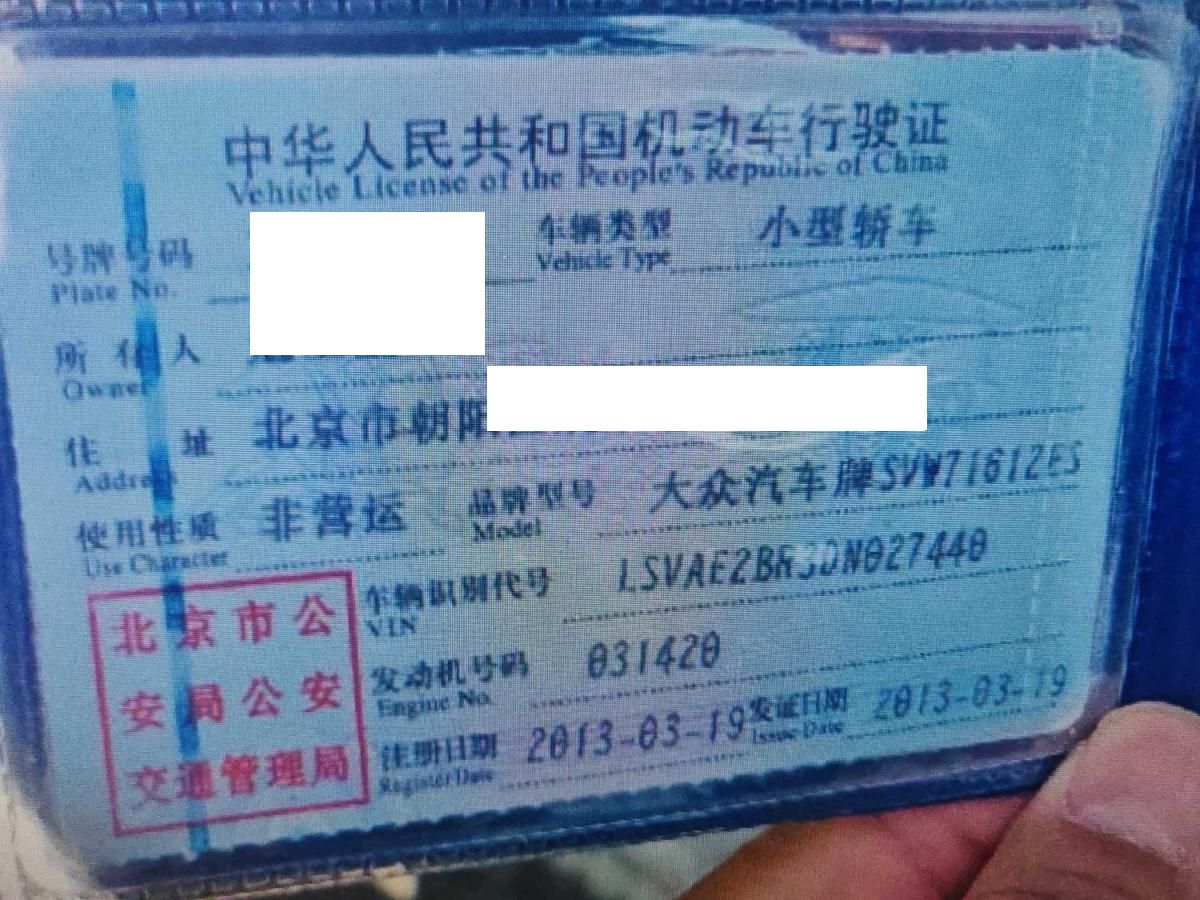 中华人民共和国机动车行驶证
Vehicle License of the People's Republic of China
号牌号码
Plate No.
车辆类型 小型轿车
Vehicle Type
所有人
Owner
住址 北京市朝阳
Address
使用性质 非营运 品牌型号 大众汽车牌SVW71612ES
Use Character Model
车辆识别代号 LSVAE2BR3DN027440
VIN
发动机号码 031420
Engine No.
注册日期 2013-03-19 发证日期 2013-03-19
Register Date Issue Date
北京市公
安局公安
交通管理局